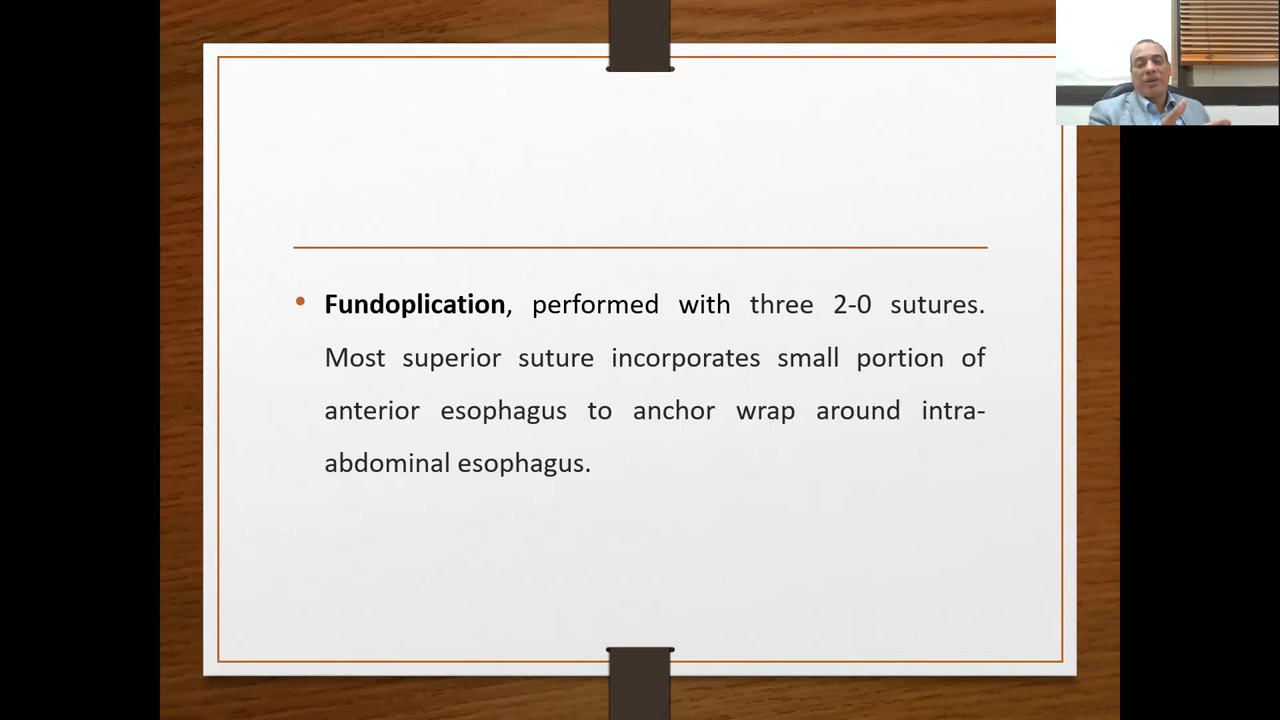 • Fundoplication, performed with three 2-0 sutures.
Most superior suture incorporates small portion of
anterior esophagus to anchor wrap around intra-
abdominal esophagus.